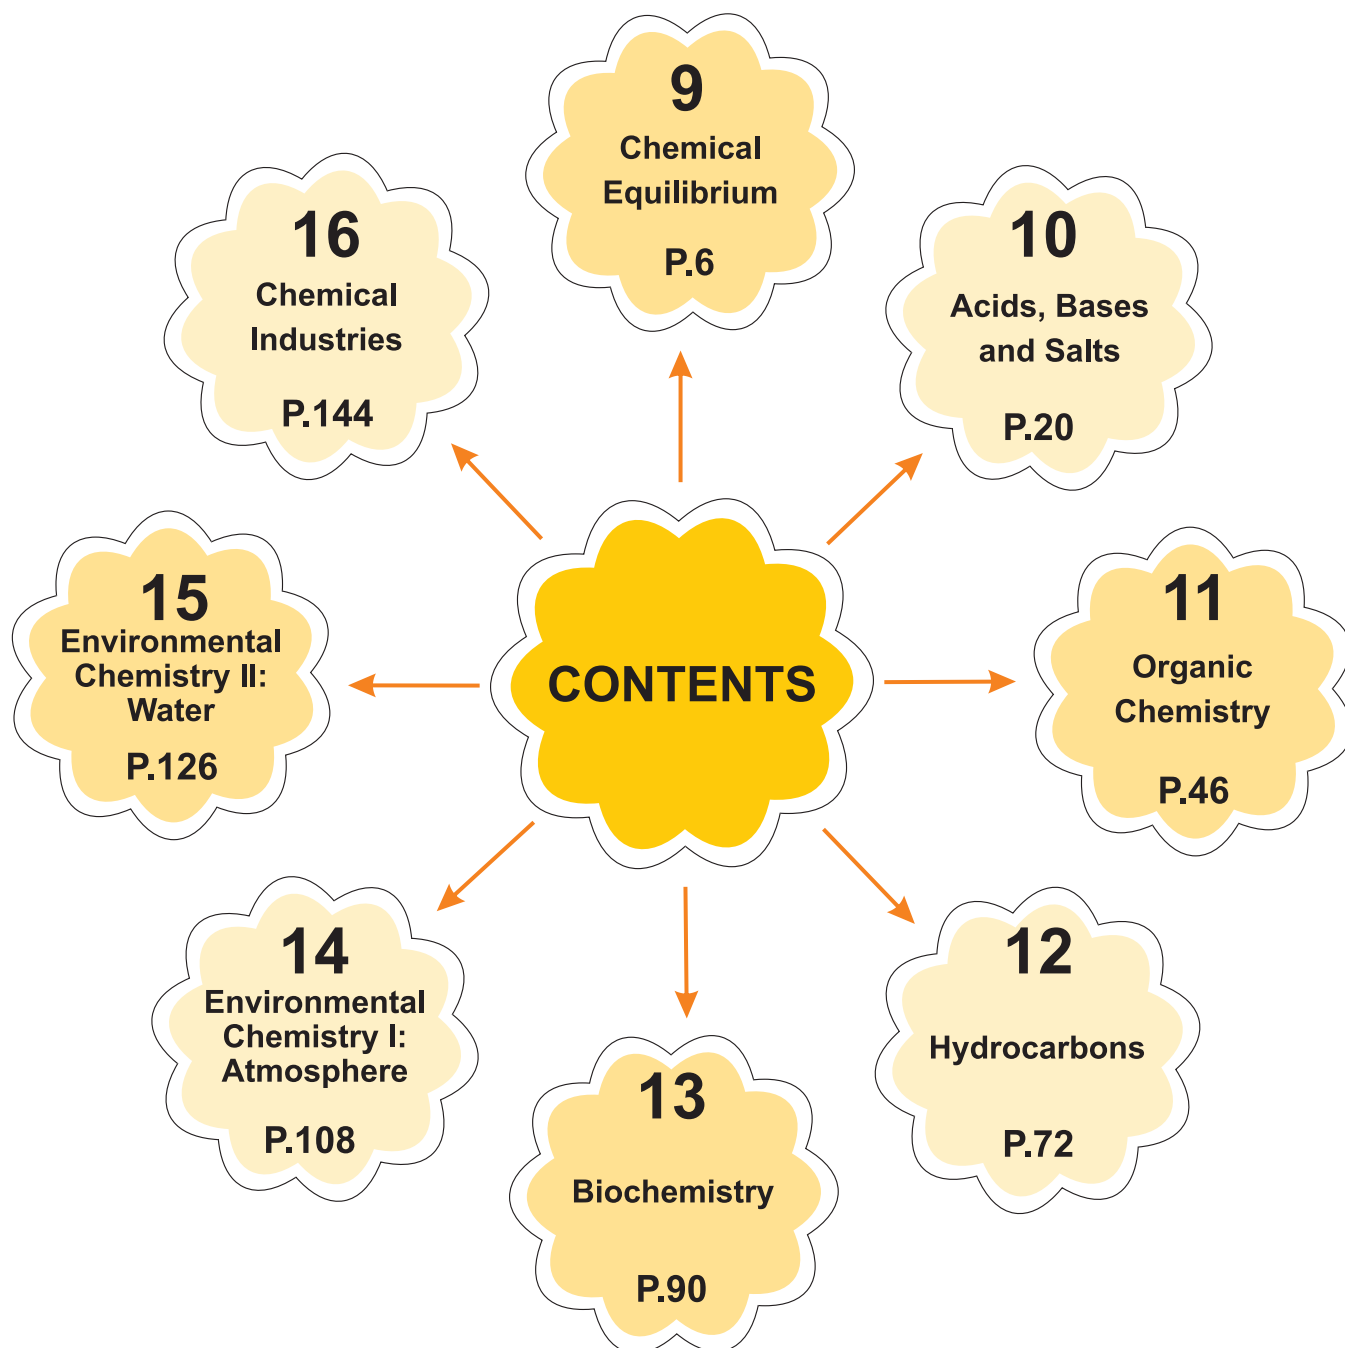 CONTENTS
9
Chemical
Equilibrium
P.6
10
Acids, Bases
and Salts
P.20
11
Organic
Chemistry
P.46
12
Hydrocarbons
P.72
13
Biochemistry
P.90
14
Environmental
Chemistry I:
Atmosphere
P.108
15
Environmental
Chemistry II:
Water
P.126
16
Chemical
Industries
P.144